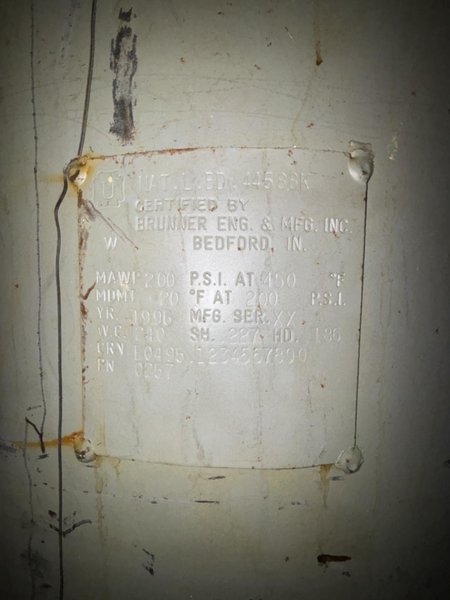 U NAT'L.BD. 44586K
CERTIFIED BY
BRUNNER ENG. & MFG. INC.
W BEDFORD, IN.
MAWP 200 P.S.I. AT 450 °F
MDMT -20 °F AT 200 P.S.I.
YR. 1996 MFG. SER. XX
W.C. 240 SH. .227 HD. .186
CRN L0495.1234567890
PN 0257